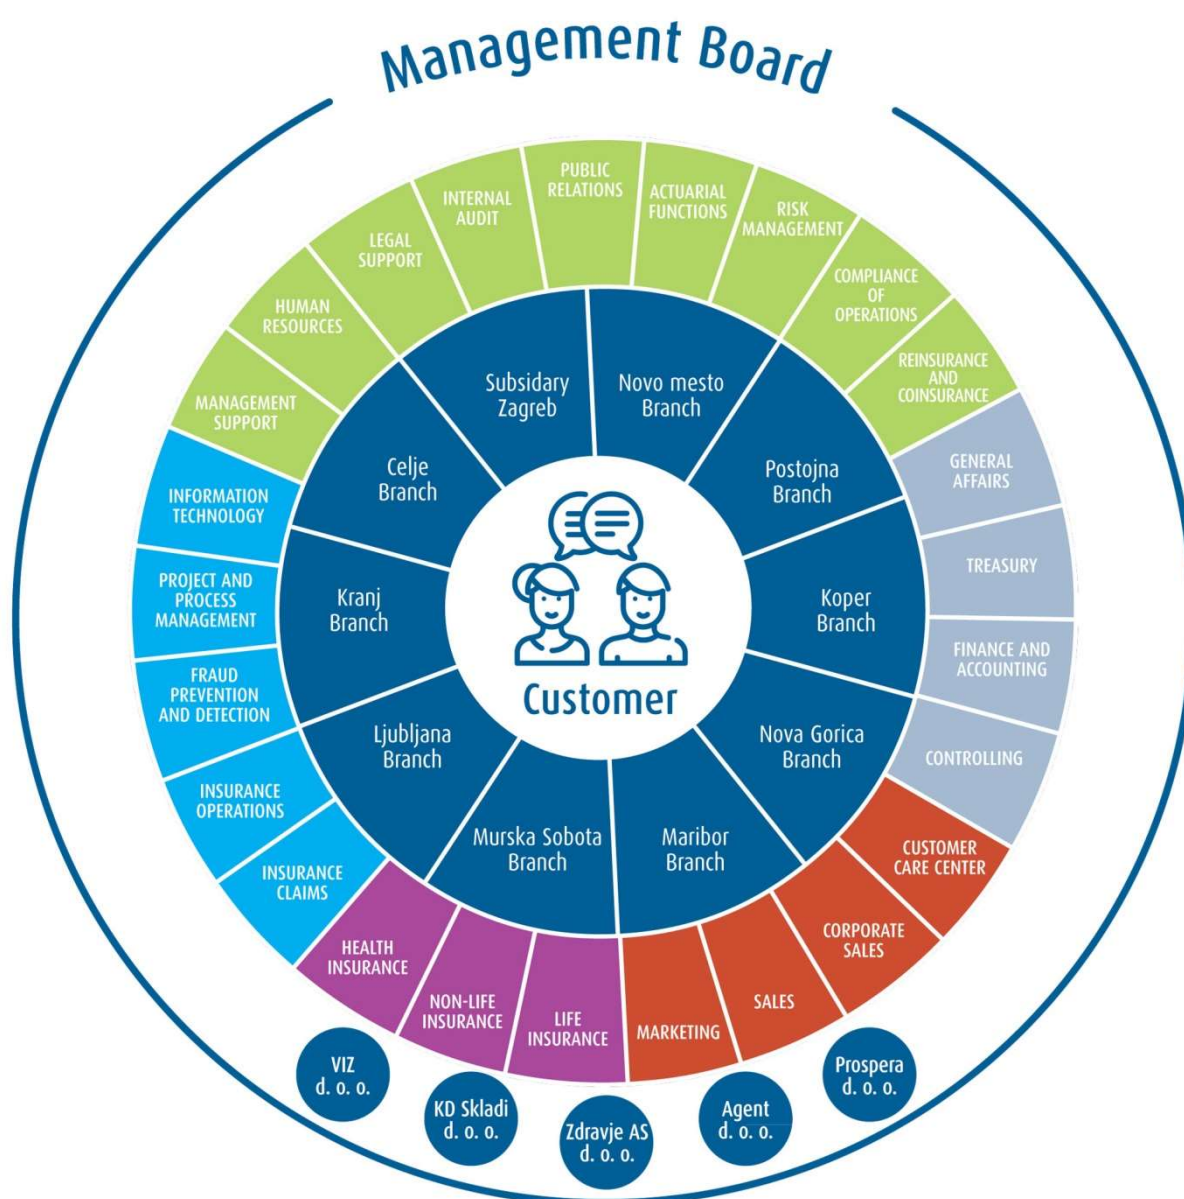 Management Board
PUBLIC
RELATIONS
ACTUARIAL
FUNCTIONS
RISK
MANAGEMENT
COMPLIANCE
OF
OPERATIONS
REINSURANCE
AND
COINSURANCE
GENERAL
AFFAIRS
TREASURY
FINANCE AND
ACCOUNTING
CONTROLLING
CUSTOMER
CARE CENTER
CORPORATE
SALES
SALES
MARKETING
LIFE
INSURANCE
NON-LIFE
INSURANCE
HEALTH
INSURANCE
INSURANCE
CLAIMS
INSURANCE
OPERATIONS
FRAUD
PREVENTION
AND DETECTION
PROJECT AND
PROCESS
MANAGEMENT
INFORMATION
TECHNOLOGY
MANAGEMENT
SUPPORT
HUMAN
RESOURCES
LEGAL
SUPPORT
INTERNAL
AUDIT
Subsidary
Zagreb
Novo mesto
Branch
Postojna
Branch
Koper
Branch
Nova Gorica
Branch
Maribor
Branch
Murska Sobota
Branch
Ljubljana
Branch
Kranj
Branch
Celje
Branch
Customer
VIZ
d. o. o.
KD Skladi
d. o. o.
Zdravje AS
d. o. o.
Agent
d. o. o.
Prospera
d. o. o.